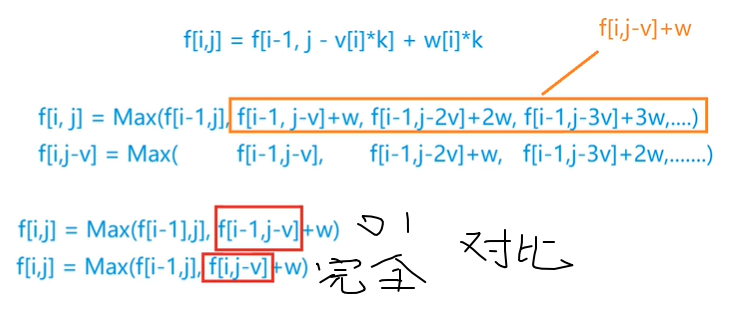 f[i,j] = f[i-1, j - v[i]*k] + w[i]*k
f[i,j-v]+w
f[i, j] = Max(f[i-1,j], f[i-1, j-v]+w, f[i-1,j-2v]+2w, f[i-1,j-3v]+3w,....)
f[i,j-v] = Max( f[i-1,j-v], f[i-1,j-2v]+w, f[i-1,j-3v]+2w,.......)
f[i,j] = Max(f[i-1],j], f[i-1,j-v]+w) 01
f[i,j] = Max(f[i-1,j], f[i,j-v]+w) 完全
对比